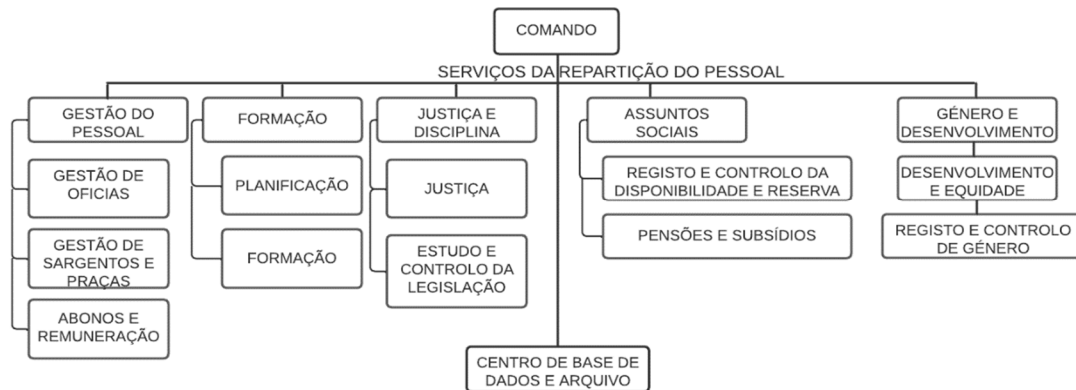 COMANDO
SERVIÇOS DA REPARTIÇÃO DO PESSOAL
GESTÃO DO
PESSOAL
GESTÃO DE
OFICIAS
GESTÃO DE
SARGENTOS E
PRAÇAS
ABONOS E
REMUNERAÇÃO
FORMAÇÃO
PLANIFICAÇÃO
FORMAÇÃO
JUSTIÇA E
DISCIPLINA
JUSTIÇA
ESTUDO E
CONTROLO DA
LEGISLAÇÃO
ASSUNTOS
SOCIAIS
REGISTO E CONTROLO DA
DISPONIBILIDADE E RESERVA
PENSÕES E SUBSÍDIOS
GÉNERO E
DESENVOLVIMENTO
DESENVOLVIMENTO
E EQUIDADE
REGISTO E CONTROLO
DE GÉNERO
CENTRO DE BASE DE
DADOS E ARQUIVO